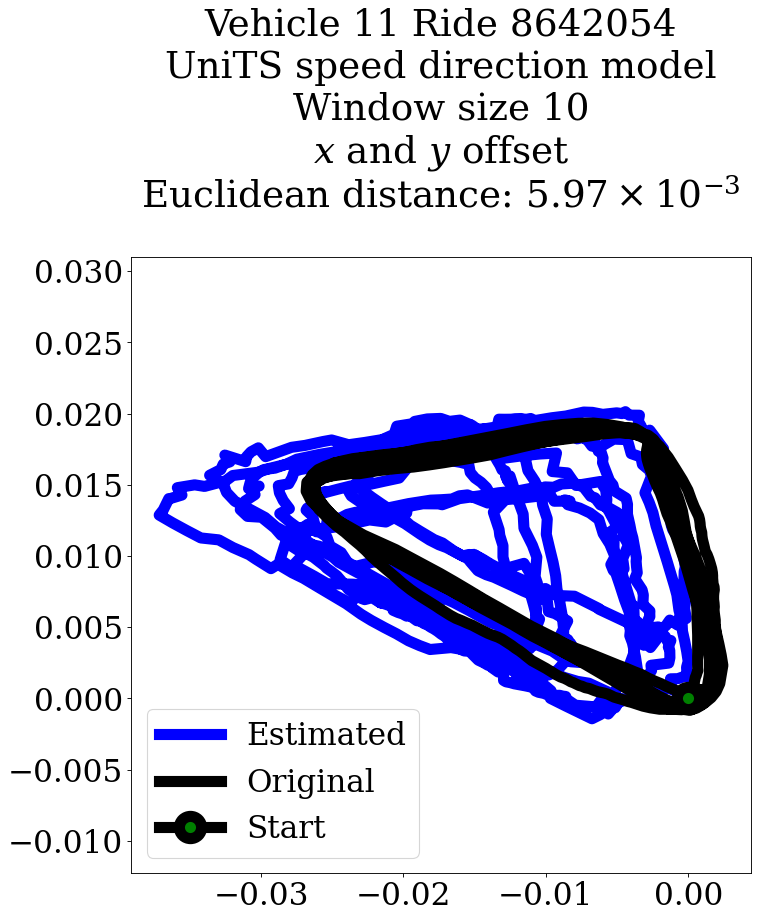 Vehicle 11 Ride 8642054
UniTS speed direction model
Window size 10
x and y offset
Euclidean distance: 5.97 × 10⁻³
0.030
0.025
0.020
0.015
0.010
0.005
0.000
−0.005
−0.010
Estimated
Original
Start
−0.03 −0.02 −0.01 0.00